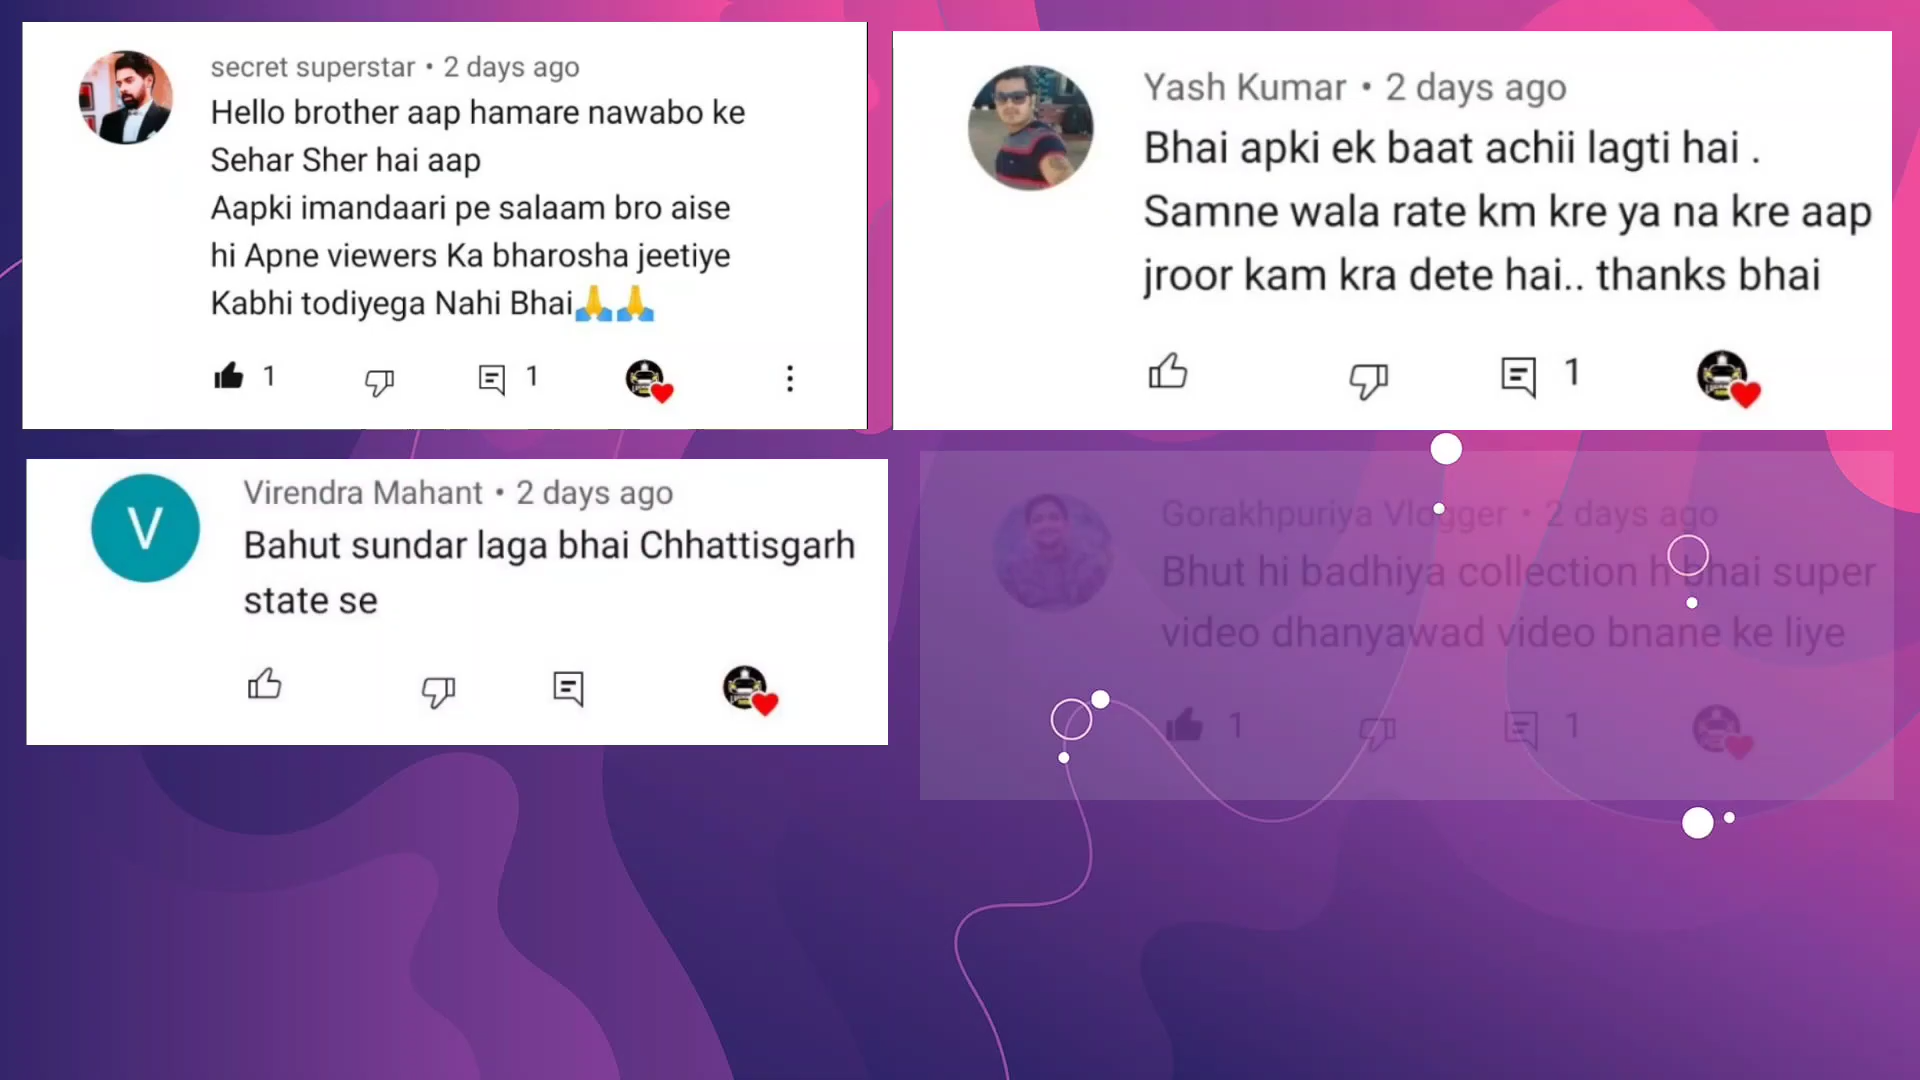 secret superstar • 2 days ago
Hello brother aap hamare nawabo ke
Sehar Sher hai aap
Aapki imandaari pe salaam bro aise
hi Apne viewers Ka bharosha jeetiye
Kabhi todiyega Nahi Bhai🙏🙏
1 1
Yash Kumar • 2 days ago
Bhai apki ek baat achii lagti hai .
Samne wala rate km kre ya na kre aap
jroor kam kra dete hai.. thanks bhai
1
V
Virendra Mahant • 2 days ago
Bahut sundar laga bhai Chhattisgarh
state se
Gorakhpuriya Vlogger • 2 days ago
Bhut hi badhiya collection h bhai super
video dhanyawad video bnane ke liye
1 1